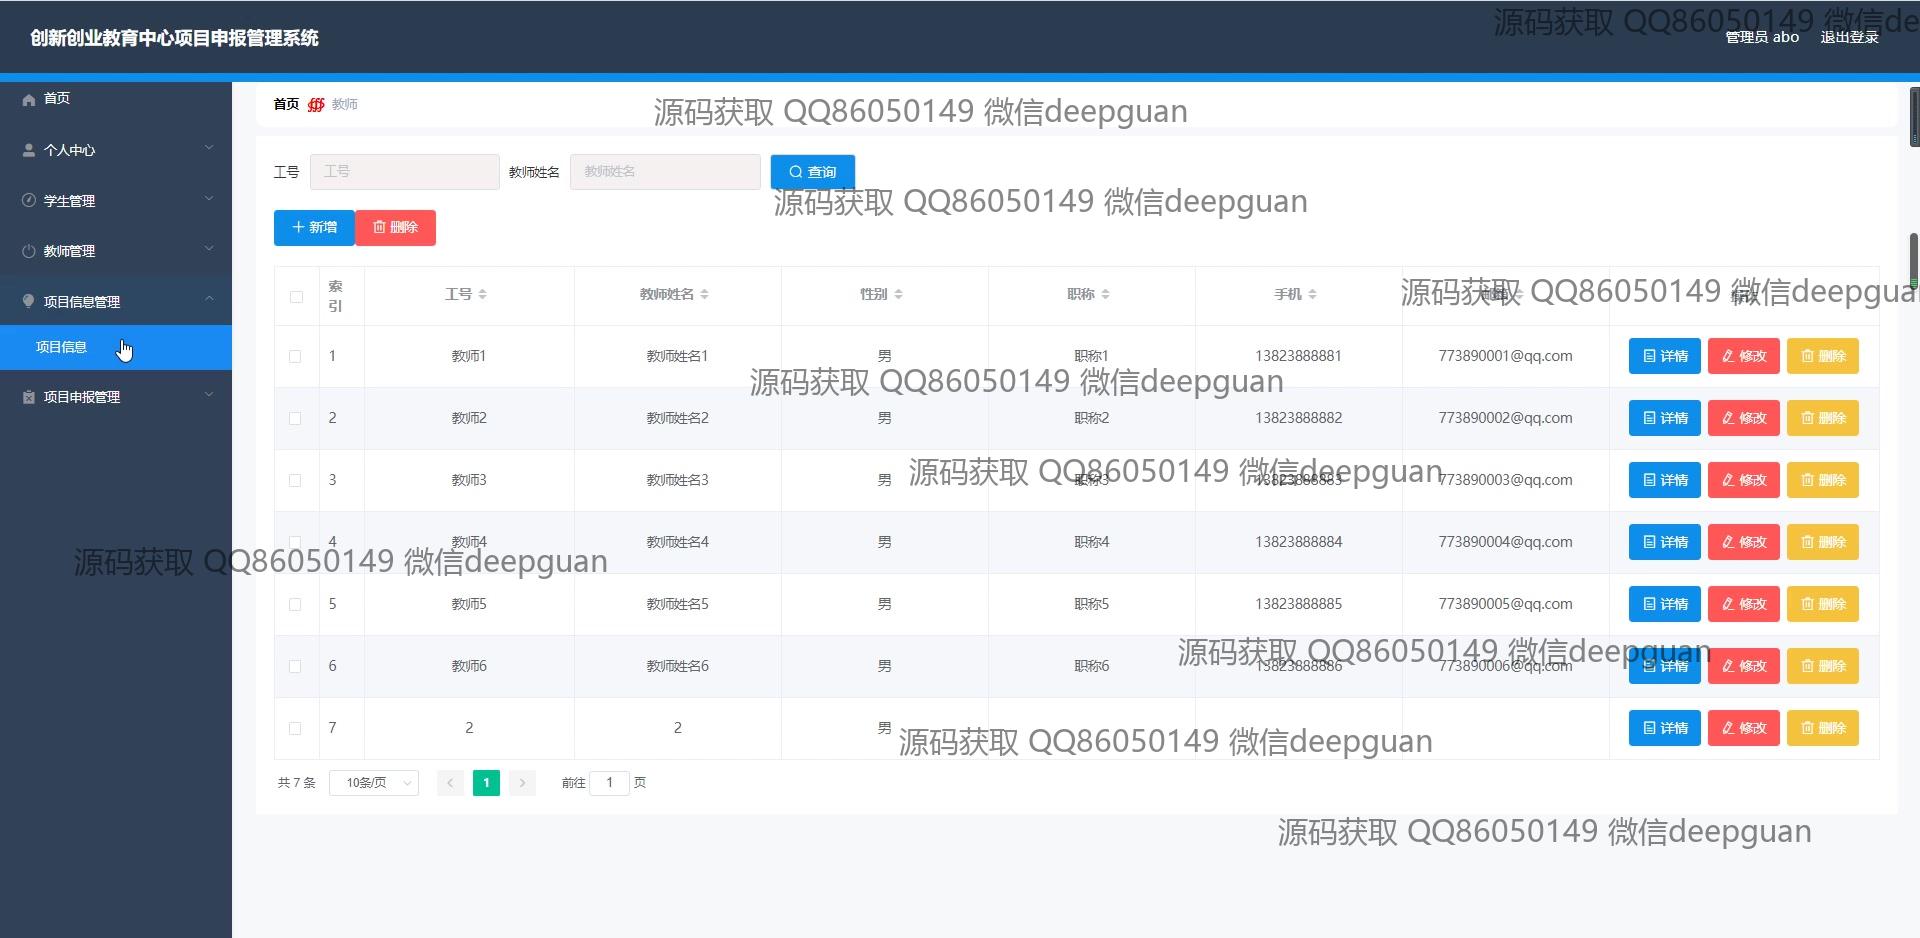 创新创业教育中心项目申报管理系统
源码获取 QQ86050149 微信de
管理员 abo 退出登录
首页
个人中心
学生管理
教师管理
项目信息管理
项目信息
项目申报管理
首页 教师
源码获取 QQ86050149 微信deepguan
工号 工号 教师姓名 教师姓名 查询
源码获取 QQ86050149 微信deepguan
新增 删除
索引 工号 教师姓名 性别 职称 手机 邮箱
源码获取 QQ86050149 微信deepgua
1 教师1 教师姓名1 男 职称1 13823888881 773890001@qq.com 详情 修改 删除
源码获取 QQ86050149 微信deepguan
2 教师2 教师姓名2 男 职称2 13823888882 773890002@qq.com 详情 修改 删除
源码获取 QQ86050149 微信deepguan
3 教师3 教师姓名3 男 职称3 13823888883 773890003@qq.com 详情 修改 删除
4 教师4 教师姓名4 男 职称4 13823888884 773890004@qq.com 详情 修改 删除
源码获取 QQ86050149 微信deepguan
5 教师5 教师姓名5 男 职称5 13823888885 773890005@qq.com 详情 修改 删除
源码获取 QQ86050149 微信deepguan
6 教师6 教师姓名6 男 职称6 13823888886 773890006@qq.com 详情 修改 删除
7 2 2 男 详情 修改 删除
源码获取 QQ86050149 微信deepguan
共 7 条 10条/页 1 前往 1 页
源码获取 QQ86050149 微信deepguan